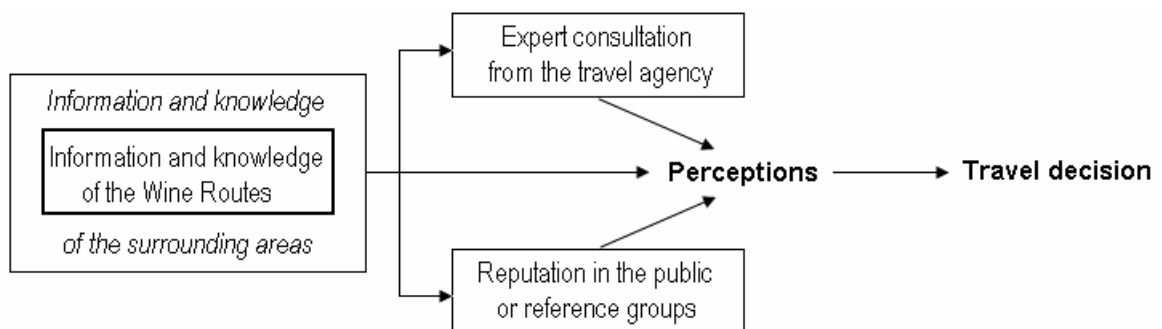 Expert consultation
from the travel agency
Information and knowledge
Information and knowledge
of the Wine Routes
of the surrounding areas
Perceptions
Travel decision
Reputation in the public
or reference groups